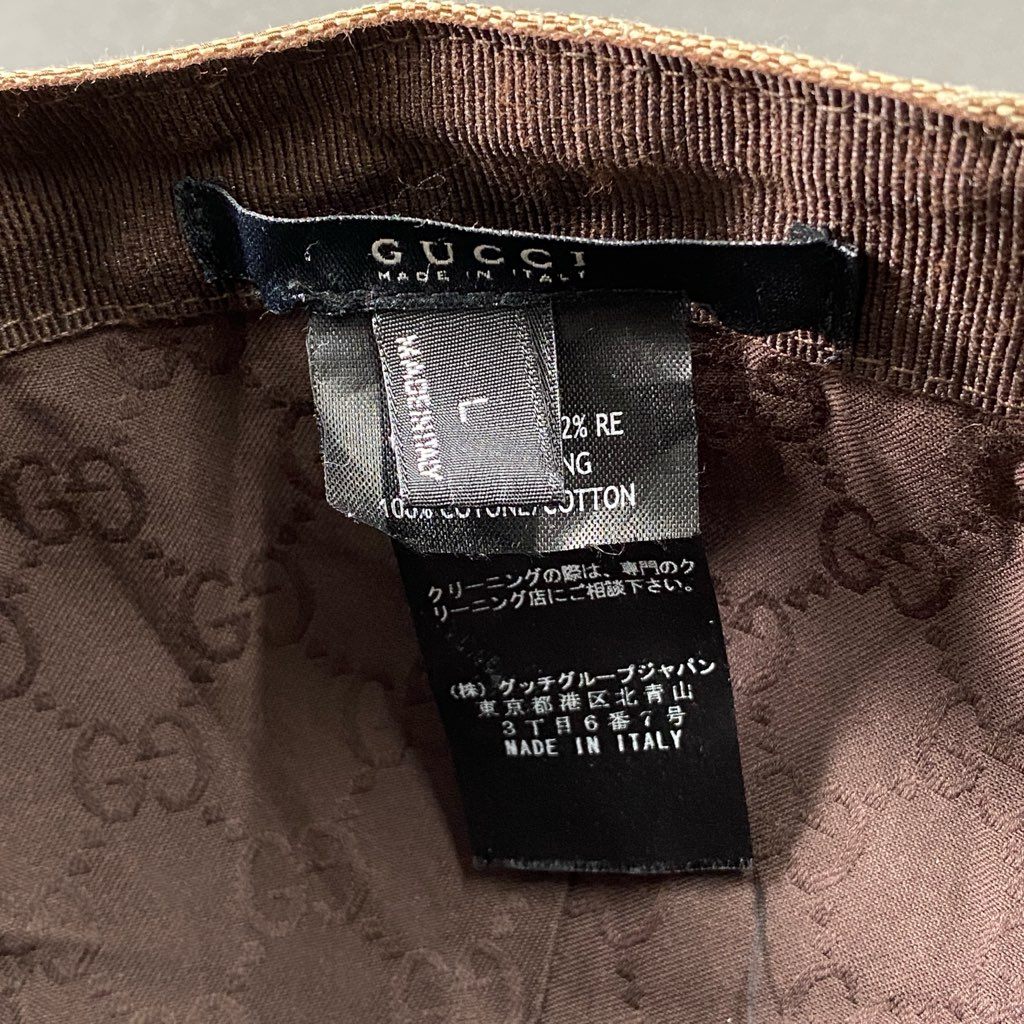 GUCCI
MADE IN ITALY
L
MADE IN ITALY
2% RE
NG
100% COTONE/COTTON
クリーニングの際は、専門のク
リーニング店にご相談下さい。
(株) グッチグループジャパン
東京都港区北青山
3丁目6番7号
MADE IN ITALY